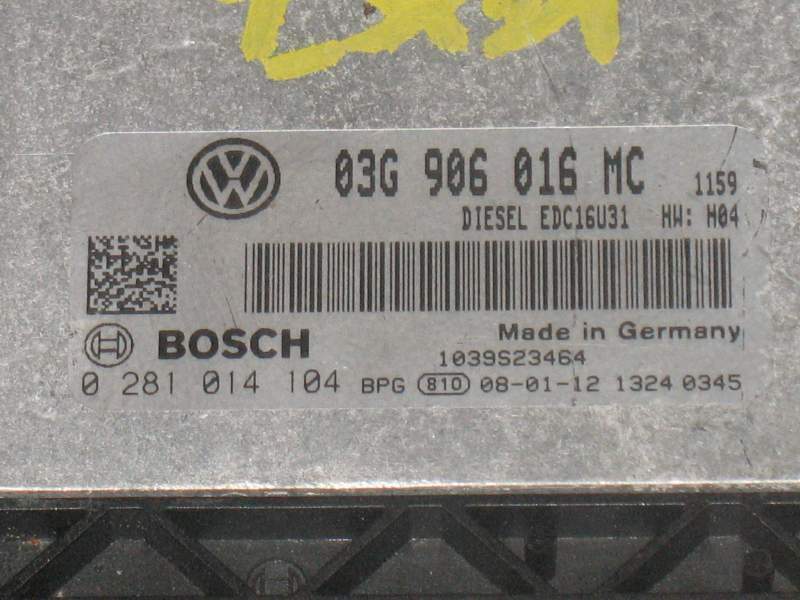 03G 906 016 MC 1159
DIESEL EDC16U31 HW: H04
BOSCH Made in Germany
1039S23464
0 281 014 104 BPG 810 08-01-12 1324 0345